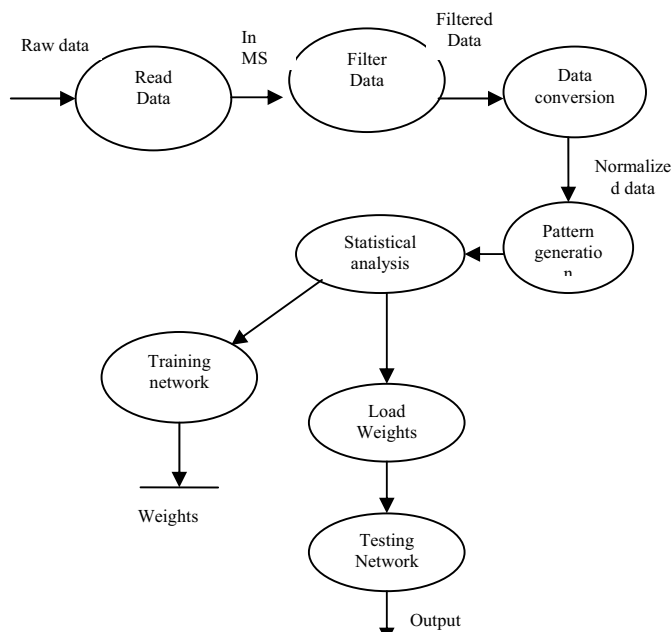 Raw data
Read
Data
In
MS
Filter
Data
Filtered
Data
Data
conversion
Normalize
d data
Pattern
generatio
n
Statistical
analysis
Training
network
Weights
Load
Weights
Testing
Network
Output